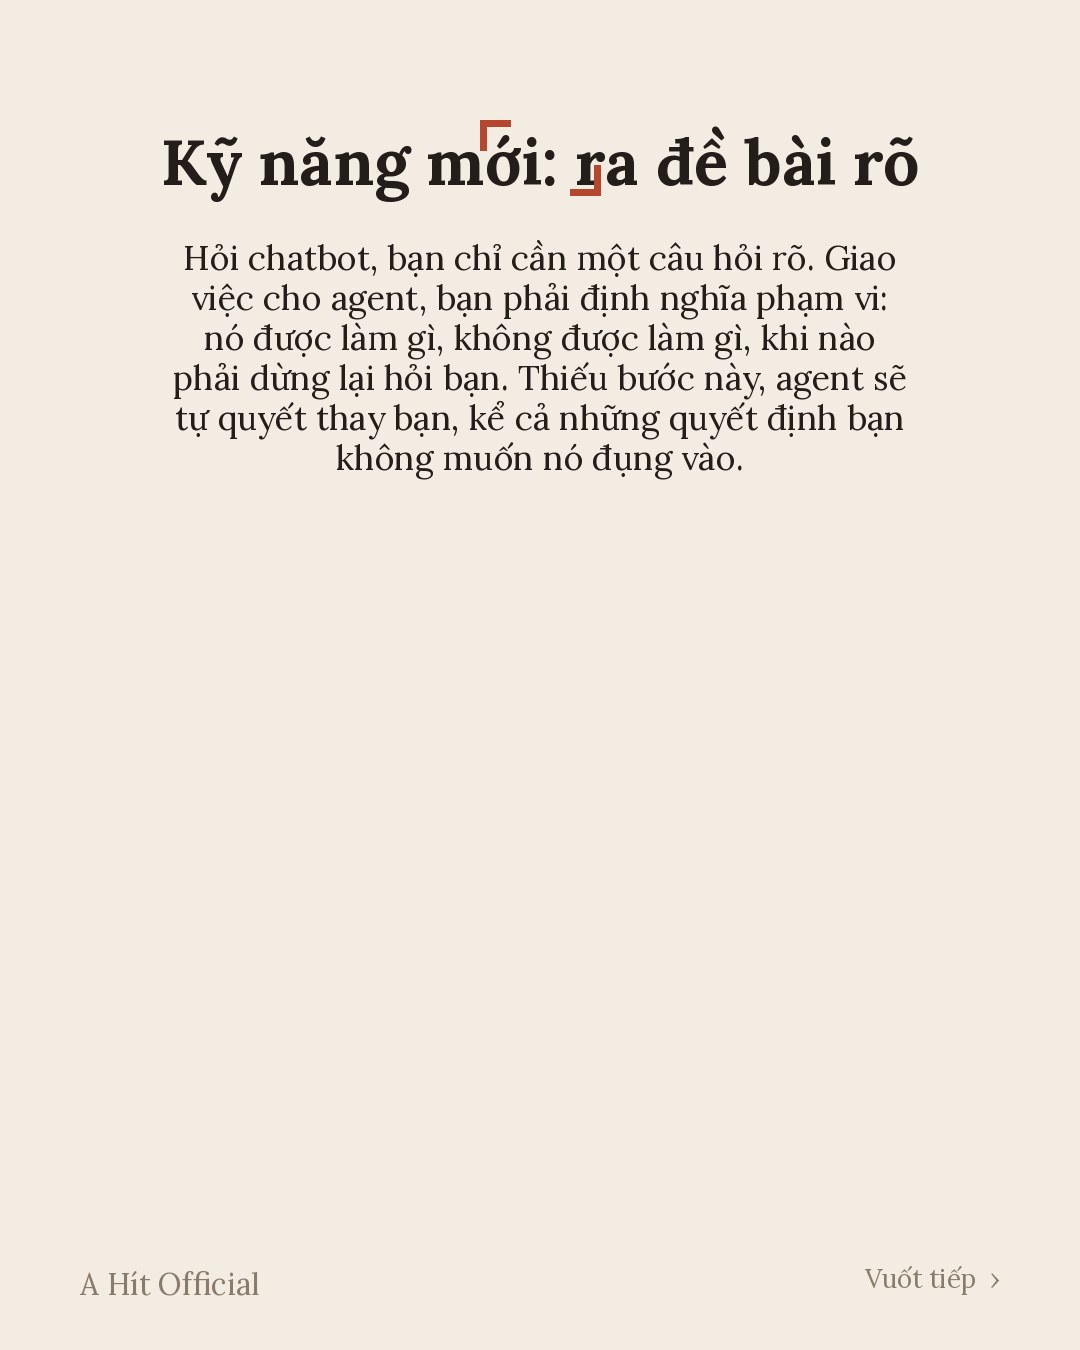 Kỹ năng mới: ra đề bài rõ
Hỏi chatbot, bạn chỉ cần một câu hỏi rõ. Giao
việc cho agent, bạn phải định nghĩa phạm vi:
nó được làm gì, không được làm gì, khi nào
phải dừng lại hỏi bạn. Thiếu bước này, agent sẽ
tự quyết thay bạn, kể cả những quyết định bạn
không muốn nó đụng vào.
A Hít Official
Vuốt tiếp ›